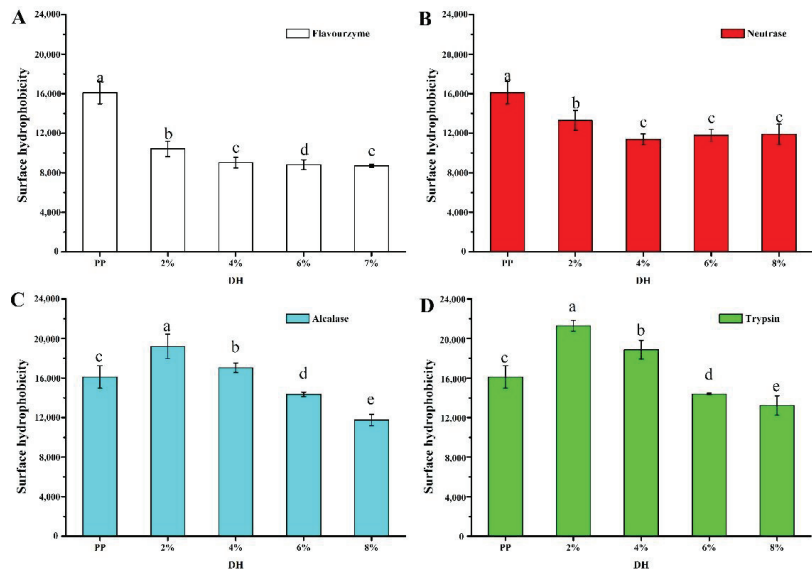 A
Flavourzyme
Surface hydrophobicity
24,000
20,000
16,000
12,000
8,000
4,000
0
a
b
c
d
c
PP 2% 4% 6% 7%
DH
B
Neutrase
Surface hydrophobicity
24,000
20,000
16,000
12,000
8,000
4,000
0
a
b
c
c
c
PP 2% 4% 6% 8%
DH
C
Alcalase
Surface hydrophobicity
24,000
20,000
16,000
12,000
8,000
4,000
0
c
a
b
d
e
PP 2% 4% 6% 8%
DH
D
Trypsin
Surface hydrophobicity
24,000
20,000
16,000
12,000
8,000
4,000
0
c
a
b
d
e
PP 2% 4% 6% 8%
DH